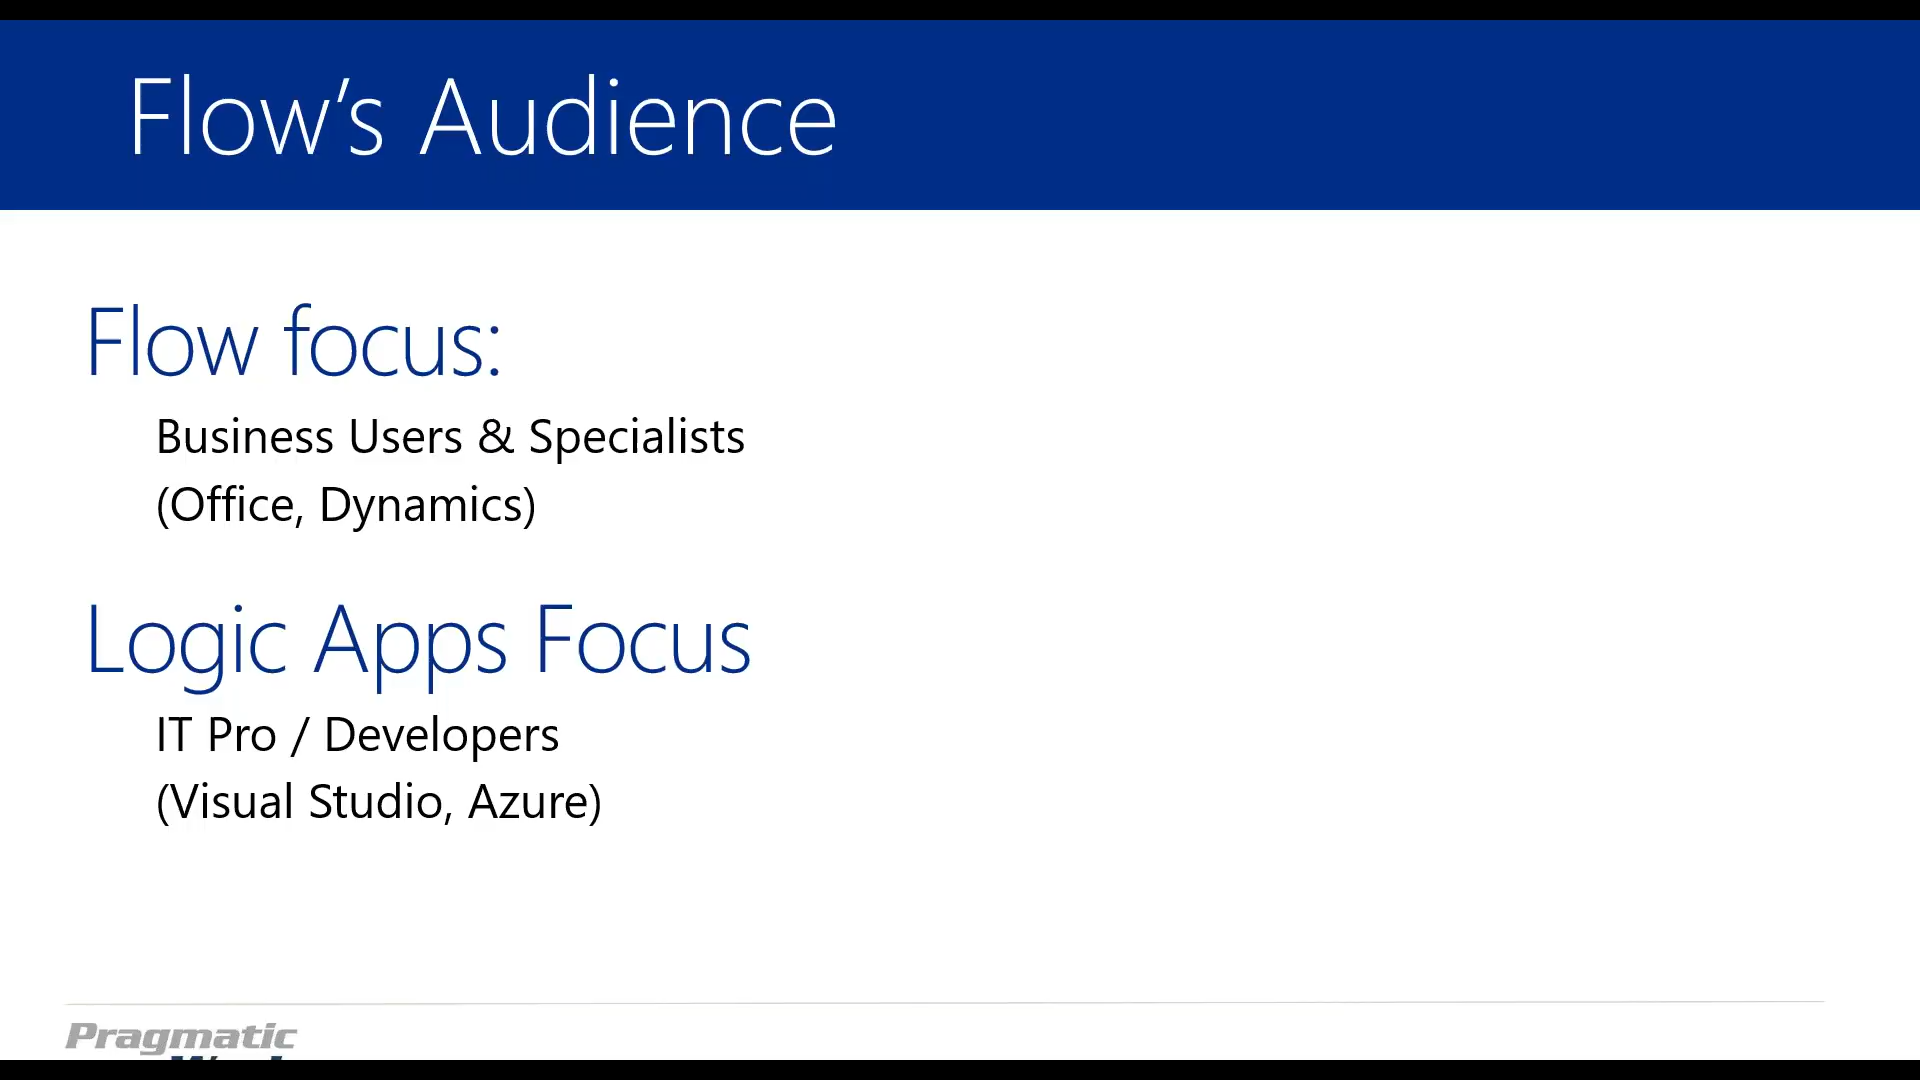 Flow's Audience
Flow focus:
Business Users & Specialists
(Office, Dynamics)
Logic Apps Focus
IT Pro / Developers
(Visual Studio, Azure)
Pragmatic